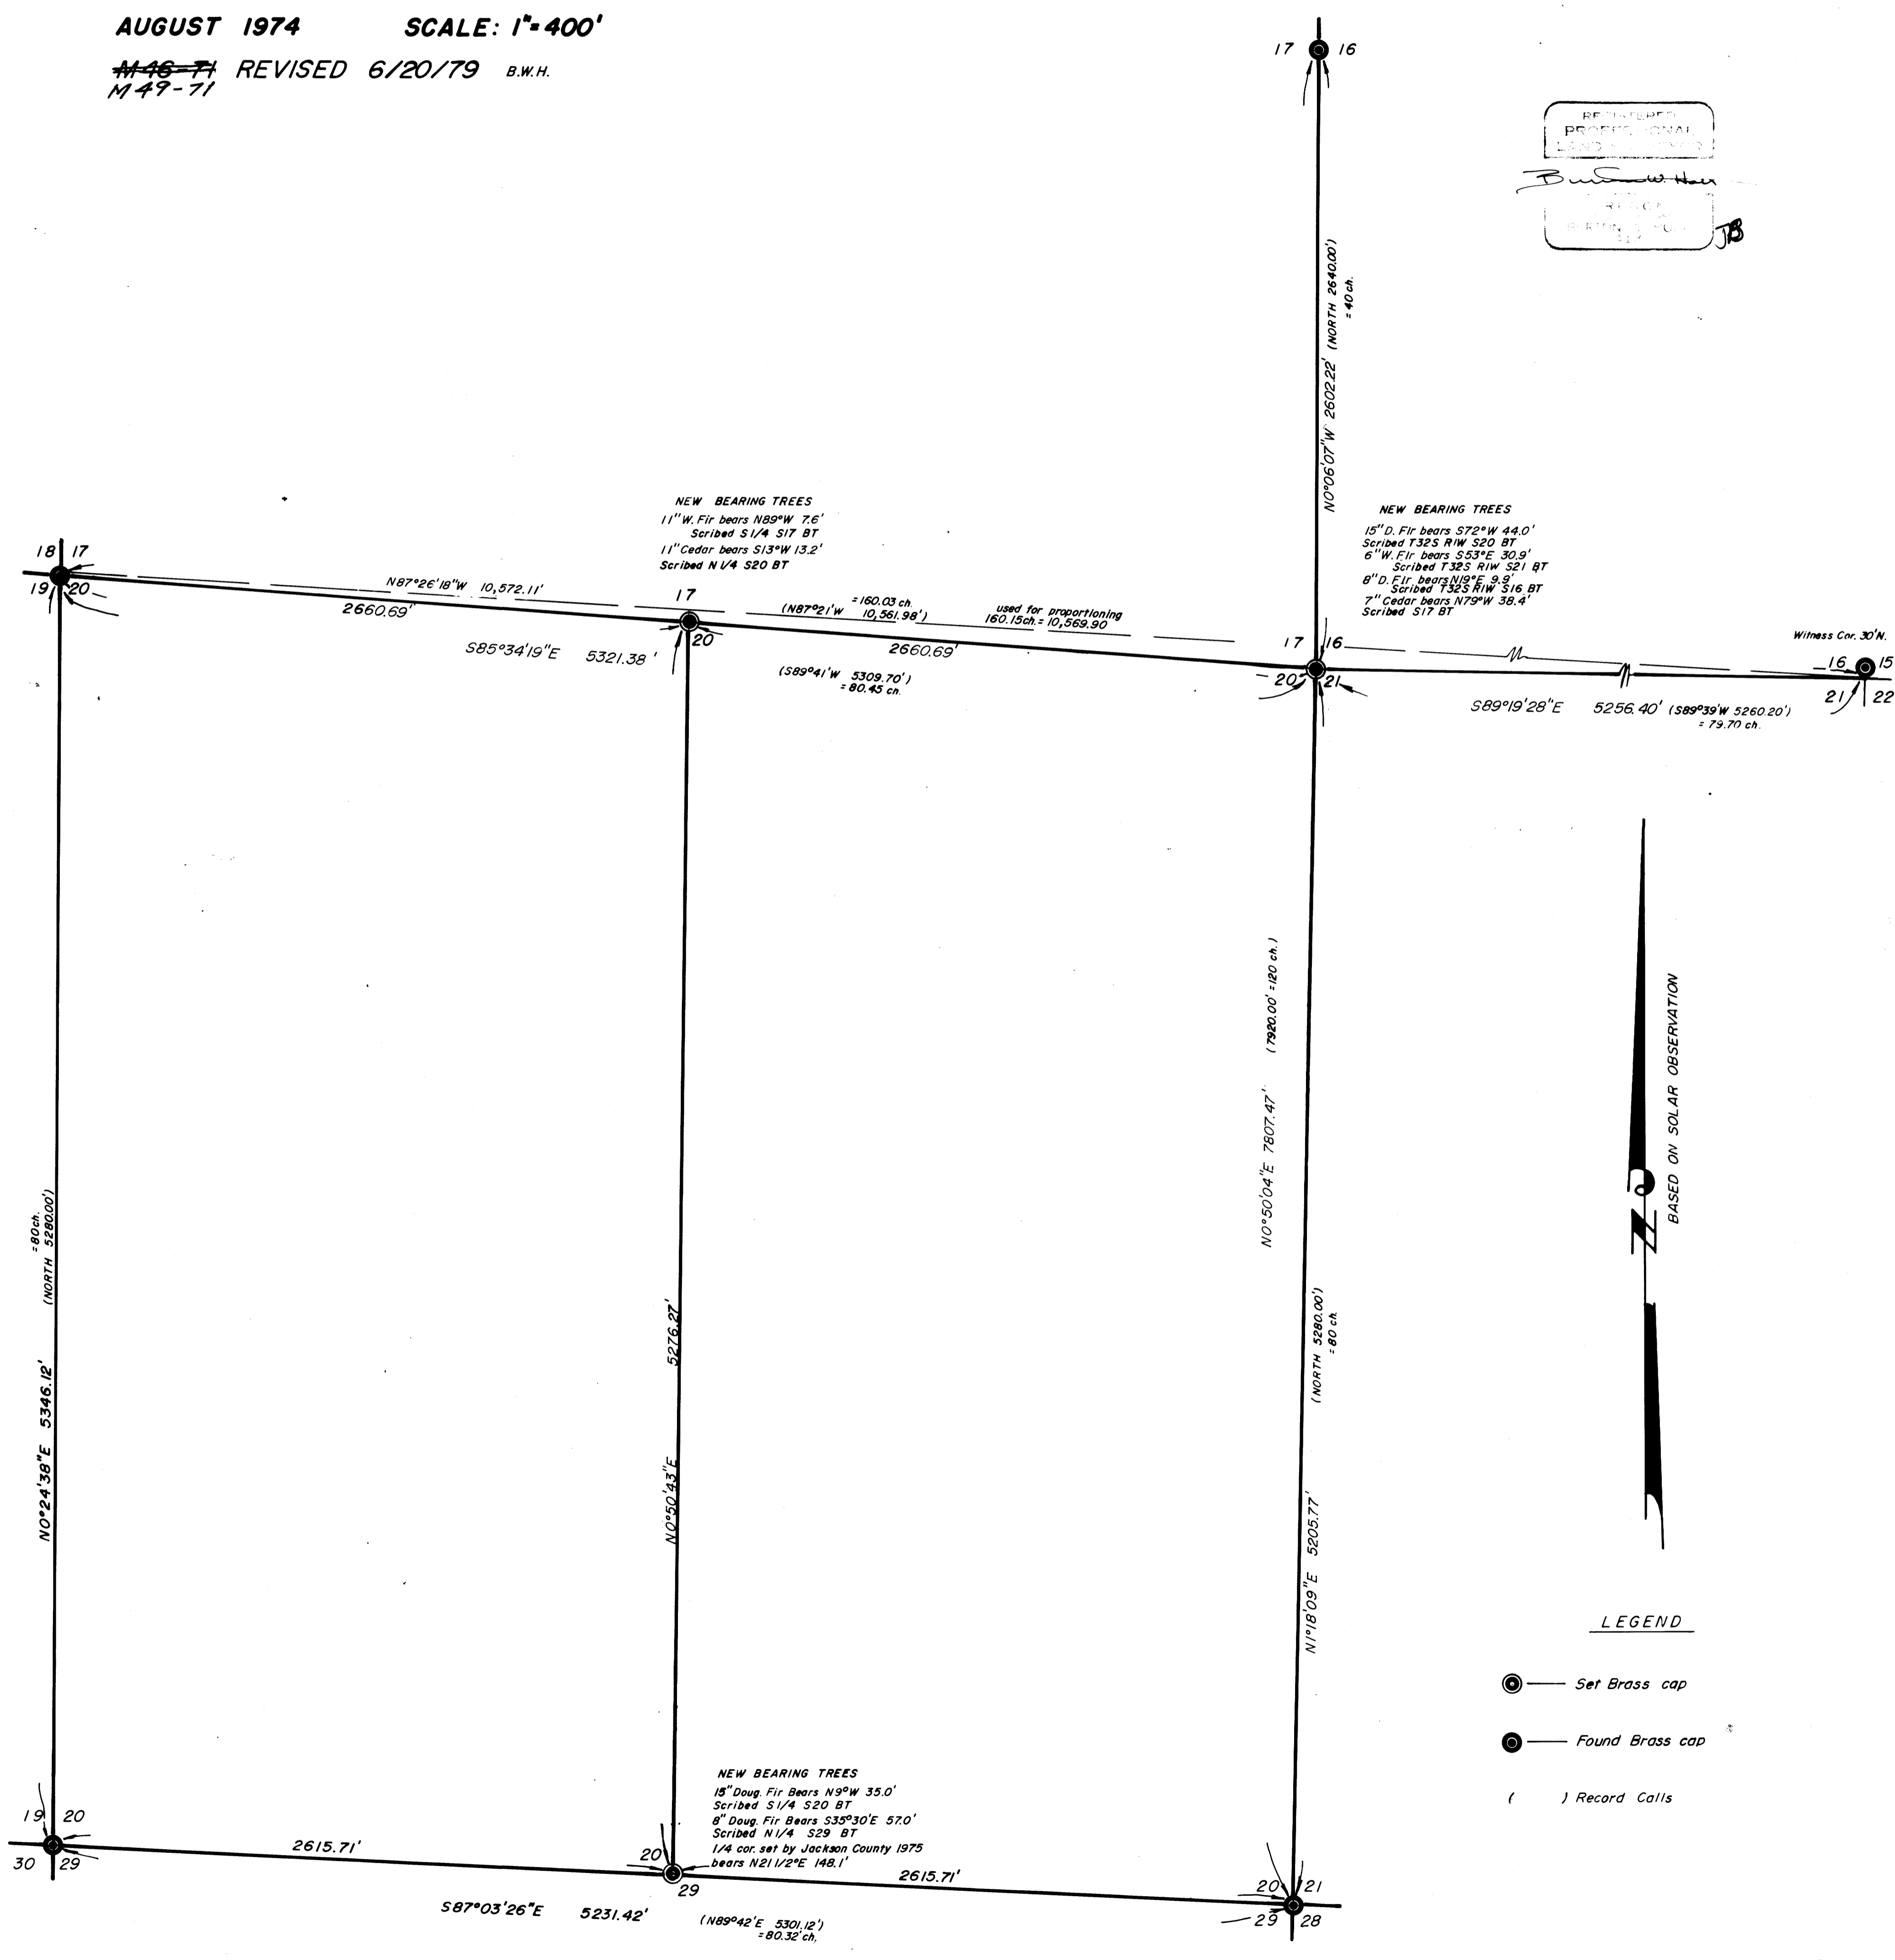 AUGUST 1974 SCALE: 1"=400'
M46-71 REVISED 6/20/79 B.W.H.
M49-71
17 16
REGISTERED
PROFESSIONAL
LAND
JB
N0°06'07"W 2602.22' (NORTH 2640.00')
= 40 ch.
NEW BEARING TREES
11" W. Fir bears N89°W 7.6'
Scribed S1/4 S17 BT
11" Cedar bears S13°W 13.2'
Scribed N1/4 S20 BT
NEW BEARING TREES
15" D. Fir bears S72°W 44.0'
Scribed T32S R1W S20 BT
6" W. Fir bears S53°E 30.9'
Scribed T32S R1W S21 BT
8" D. Fir bears N19°E 9.9'
Scribed T32S R1W S16 BT
7" Cedar bears N79°W 38.4'
Scribed S17 BT
18 17
19 20
N87°26'18"W 10,572.11'
2660.69'
17
20
= 160.03 ch.
(N87°21'W 10,561.98')
used for proportioning
160.15ch. = 10,569.90
2660.69'
S85°34'19"E 5321.38'
(S89°41'W 5309.70')
= 80.45 ch.
17 16
20 21
Witness Cor. 30'N.
16 15
21 22
S89°19'28"E 5256.40' (S89°39'W 5260.20')
= 79.70 ch.
N0°50'04"E 7807.47' (7920.00' = 120 ch.)
BASED ON SOLAR OBSERVATION
N
= 80 ch.
N0°24'38"E 5346.12' (NORTH 5280.00')
N0°50'43"E 5276.27'
N1°18'09"E 5205.77' (NORTH 5280.00')
= 80 ch.
LEGEND
Set Brass cap
Found Brass cap
( ) Record Calls
NEW BEARING TREES
15" Doug. Fir Bears N9°W 35.0'
Scribed S1/4 S20 BT
8" Doug. Fir Bears S35°30'E 57.0'
Scribed N1/4 S29 BT
1/4 cor. set by Jackson County 1975
bears N21 1/2°E 148.1'
19 20
30 29
2615.71'
20
29
2615.71'
20 21
29 28
S87°03'26"E 5231.42'
(N89°42'E 5301.12')
= 80.32' ch.